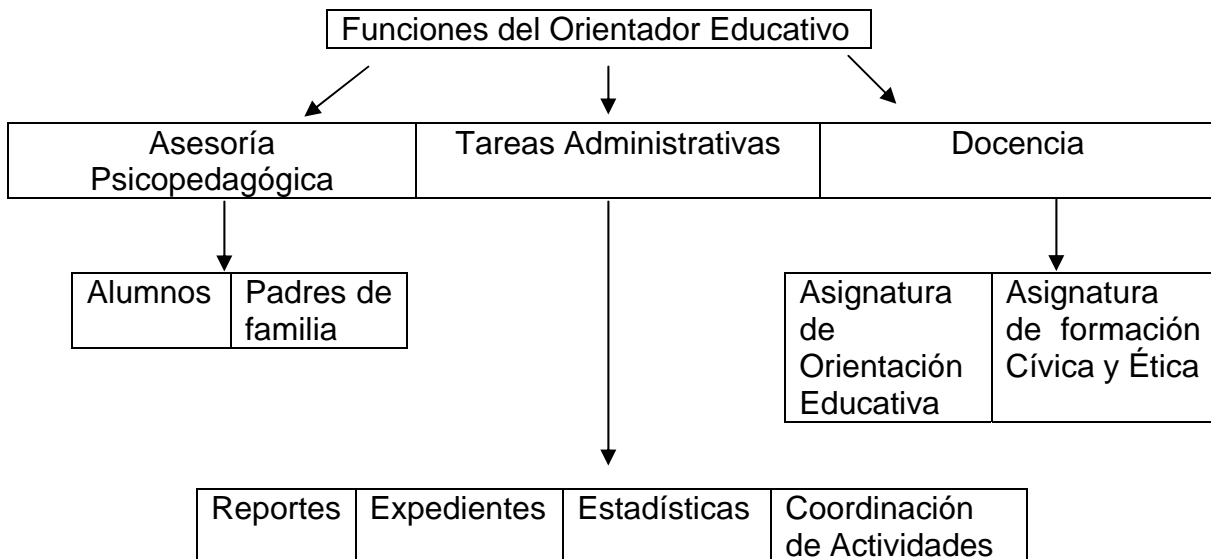 Funciones del Orientador Educativo
Asesoría
Psicopedagógica
Tareas Administrativas
Docencia
Alumnos
Padres de
familia
Asignatura
de
Orientación
Educativa
Asignatura
de formación
Cívica y Ética
Reportes
Expedientes
Estadísticas
Coordinación
de Actividades